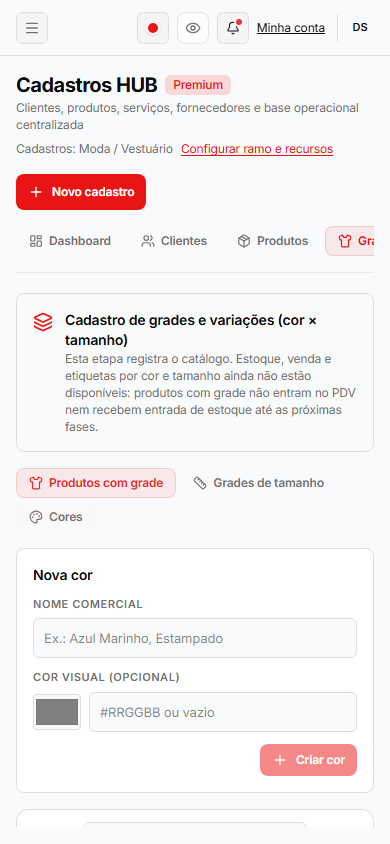 Minha conta
DS
Cadastros HUB
Premium
Clientes, produtos, serviços, fornecedores e base operacional
centralizada
Cadastros: Moda / Vestuário Configurar ramo e recursos
Novo cadastro
Dashboard
Clientes
Produtos
Gra
Cadastro de grades e variações (cor ×
tamanho)
Esta etapa registra o catálogo. Estoque, venda e
etiquetas por cor e tamanho ainda não estão
disponíveis: produtos com grade não entram no PDV
nem recebem entrada de estoque até as próximas
fases.
Produtos com grade
Grades de tamanho
Cores
Nova cor
NOME COMERCIAL
Ex.: Azul Marinho, Estampado
COR VISUAL (OPCIONAL)
#RRGGBB ou vazio
Criar cor